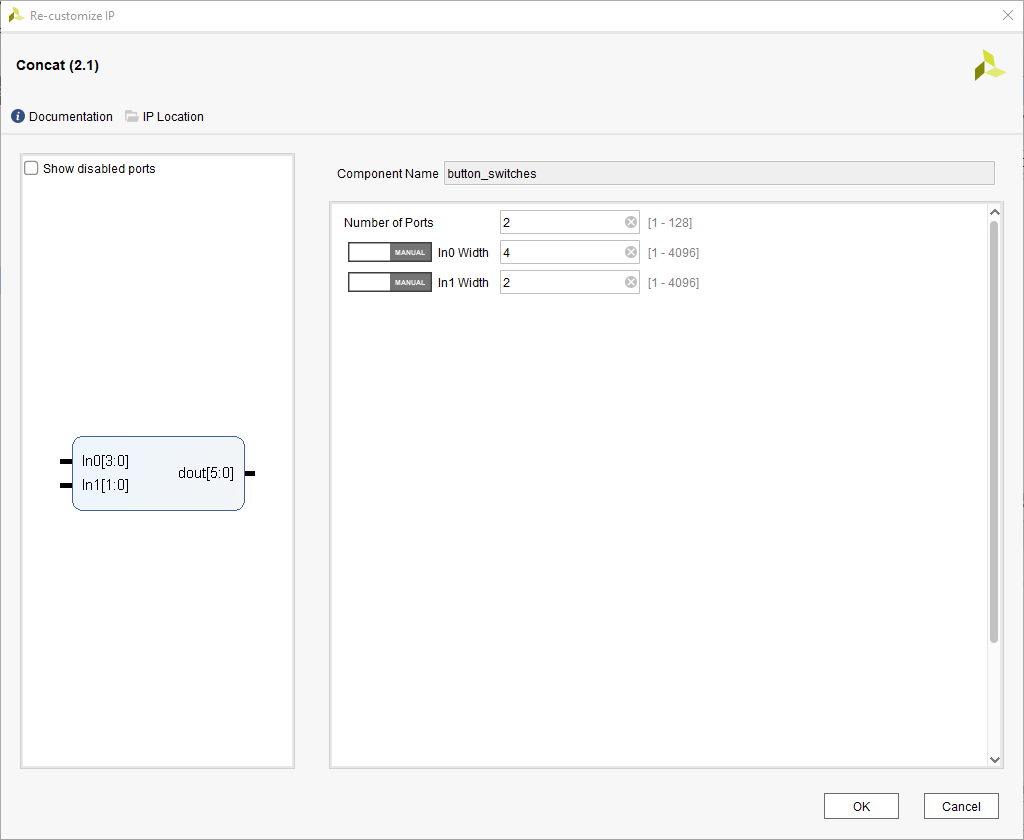 Re-customize IP
Concat (2.1)
Documentation IP Location
Show disabled ports
In0[3:0]
In1[1:0]
dout[5:0]
Component Name button_switches
Number of Ports 2 [1 - 128]
MANUAL In0 Width 4 [1 - 4096]
MANUAL In1 Width 2 [1 - 4096]
OK Cancel